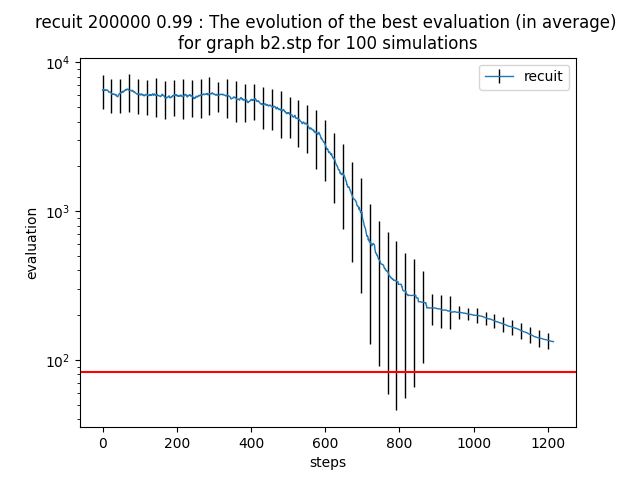 recuit 200000 0.99 : The evolution of the best evaluation (in average)
for graph b2.stp for 100 simulations
recuit
10⁴
10³
10²
evaluation
0 200 400 600 800 1000 1200
steps